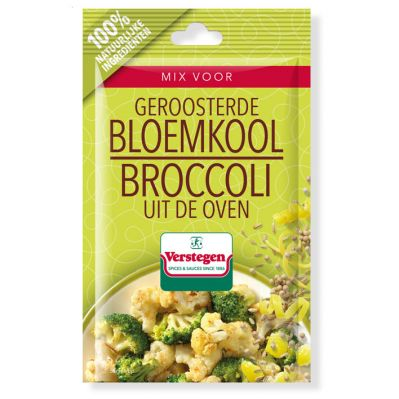 100%
NATUURLIJKE
INGREDIËNTEN
MIX VOOR
GEROOSTERDE
BLOEMKOOL
BROCCOLI
UIT DE OVEN
Verstegen
SPICES & SAUCES SINCE 1886